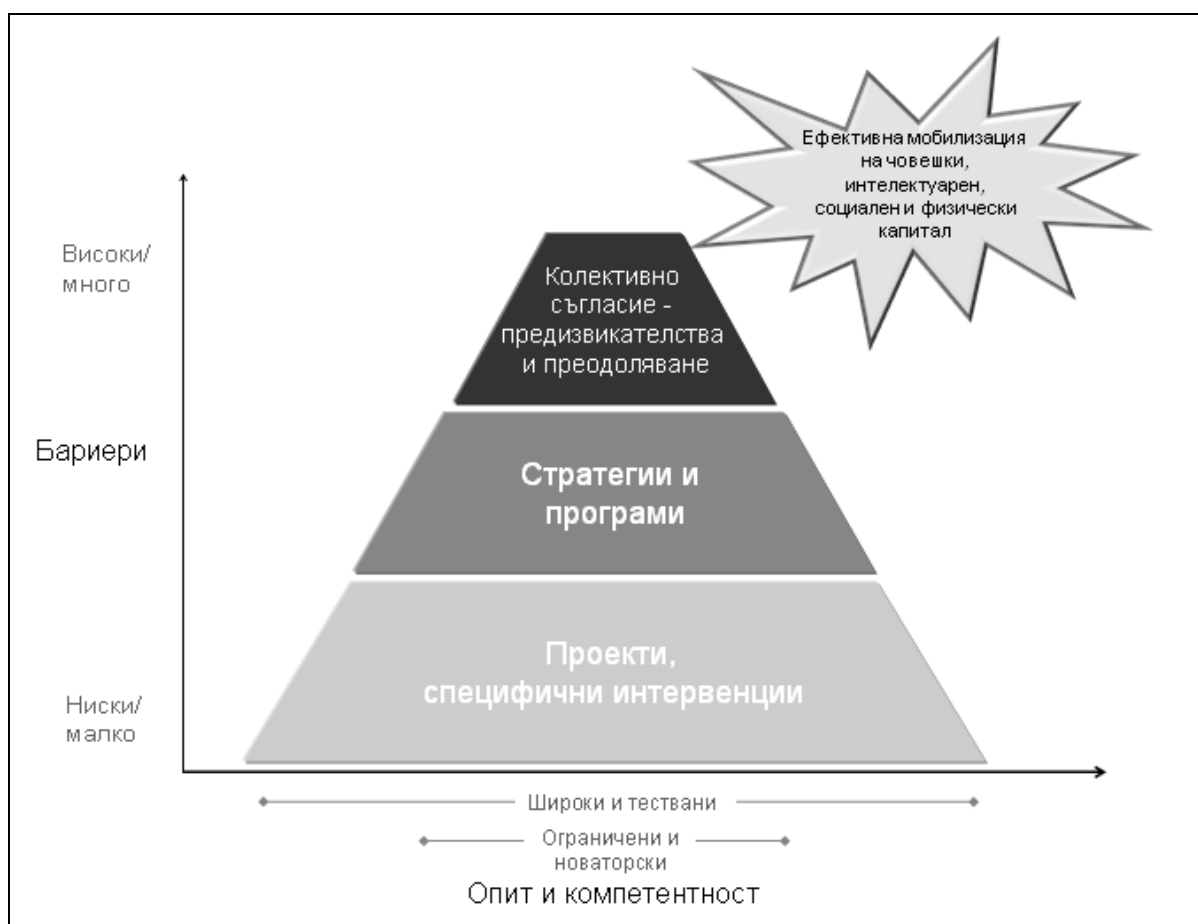 Ефективна мобилизация
на човешки,
интелектуарен,
социален и физически
капитал
Високи/
много
Колективно
съгласие -
предизвикателства
и преодоляване
Бариери
Стратегии и
програми
Проекти,
специфични интервенции
Ниски/
малко
Широки и тествани
Ограничени и
новаторски
Опит и компетентност